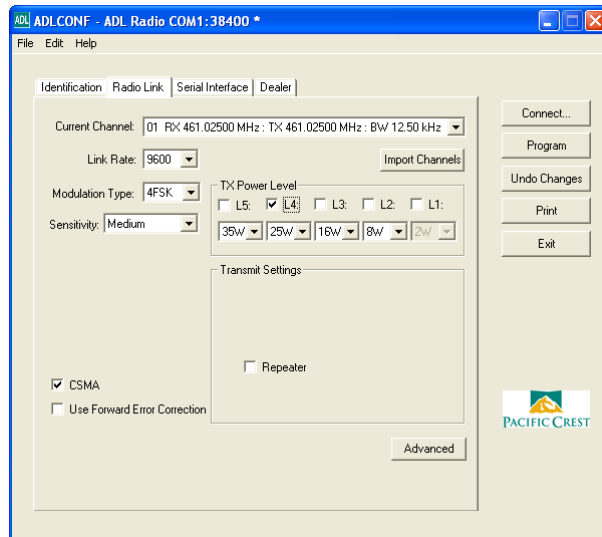 ADL ADLCONF - ADL Radio COM1:38400 *
File Edit Help
Identification Radio Link Serial Interface Dealer
Current Channel: 01 RX 461.02500 MHz : TX 461.02500 MHz : BW 12.50 kHz
Link Rate: 9600
Import Channels
Modulation Type: 4FSK
Sensitivity: Medium
TX Power Level
L5: L4: L3: L2: L1:
35W 25W 16W 8W 2W
Transmit Settings
Repeater
CSMA
Use Forward Error Correction
Advanced
Connect...
Program
Undo Changes
Print
Exit
PACIFIC CREST